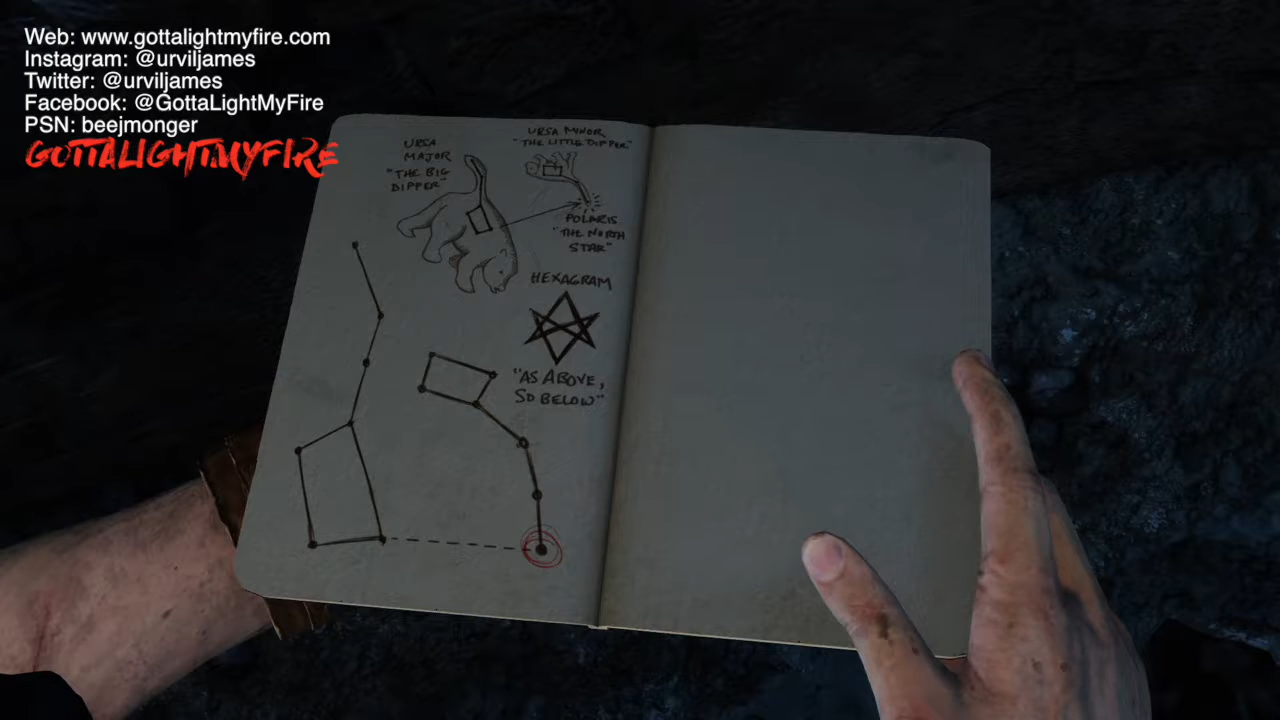 Web: www.gottalightmyfire.com
Instagram: @urviljames
Twitter: @urviljames
Facebook: @GottaLightMyFire
PSN: beejmonger
GOTTALIGHTMYFIRE
URSA
MAJOR
"THE BIG
DIPPER"
URSA MINOR
"THE LITTLE DIPPER"
POLARIS
"THE NORTH
STAR"
HEXAGRAM
"AS ABOVE,
SO BELOW"